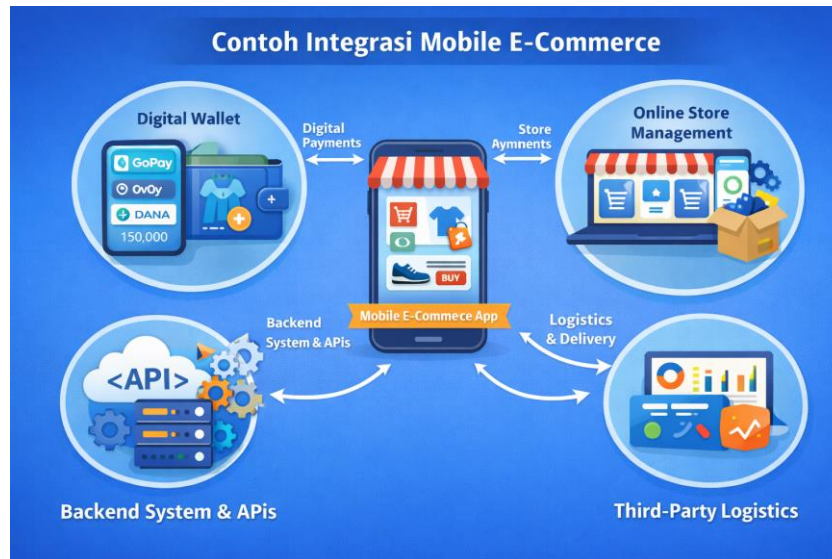 Contoh Integrasi Mobile E-Commerce
Digital Wallet
GoPay
OvOy
DANA
150,000
Digital
Payments
Store
Aymnents
Online Store
Management
BUY
Mobile E-Commece App
Backend
System & APIs
Logistics
& Delivery
<API>
Backend System & APis
Third-Party Logistics